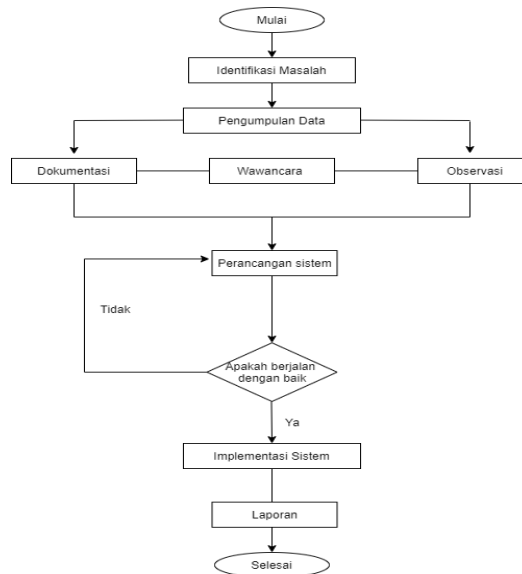 Mulai
Identifikasi Masalah
Pengumpulan Data
Dokumentasi
Wawancara
Observasi
Perancangan sistem
Tidak
Apakah berjalan
dengan baik
Ya
Implementasi Sistem
Laporan
Selesai